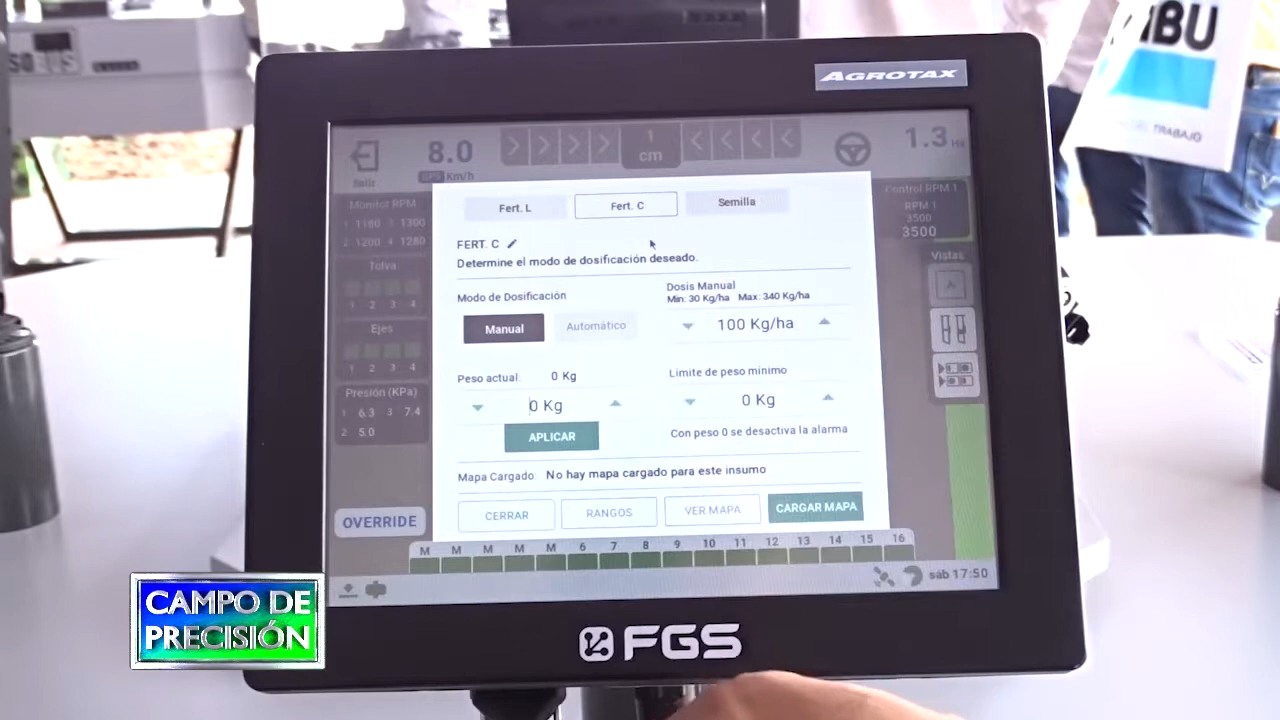 IBU
TRABAJO
AGROTAX
Salir
8.0
GPS Km/h
1
cm
1.3 Ha
Monitor RPM
1 1180 3 1300
2 1200 4 1280
Tolva
1 2 3 4
Ejes
1 2 3 4
Presión (KPa)
1 6.3 3 7.4
2 5.0
OVERRIDE
Fert. L
Fert. C
Semilla
FERT. C
Determine el modo de dosificación deseado.
Modo de Dosificación
Manual
Automático
Dosis Manual
Min: 30 Kg/ha Max: 340 Kg/ha
100 Kg/ha
Peso actual: 0 Kg
0 Kg
APLICAR
Limite de peso mínimo
0 Kg
Con peso 0 se desactiva la alarma
Mapa Cargado: No hay mapa cargado para este insumo
CERRAR
RANGOS
VER MAPA
CARGAR MAPA
Control RPM 1
RPM 1
3500
3500
Vistas
M M M M M 6 7 8 9 10 11 12 13 14 15 16
sáb 17:50
FGS
CAMPO DE
PRECISIÓN